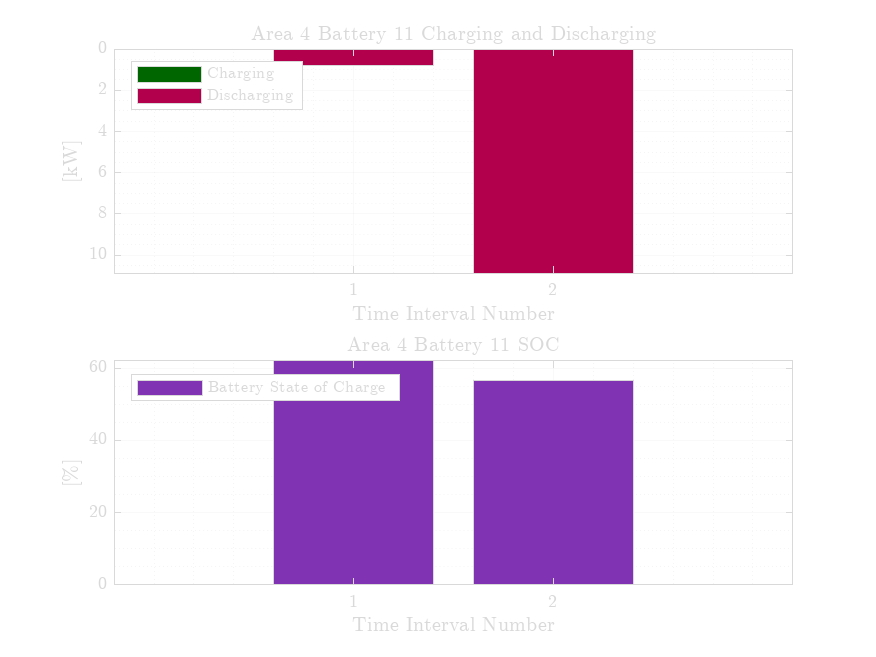 Area 4 Battery 11 Charging and Discharging
0
2
4
6
8
10
[kW]
Charging
Discharging
1 2
Time Interval Number
Area 4 Battery 11 SOC
60
40
20
0
[%]
Battery State of Charge
1 2
Time Interval Number